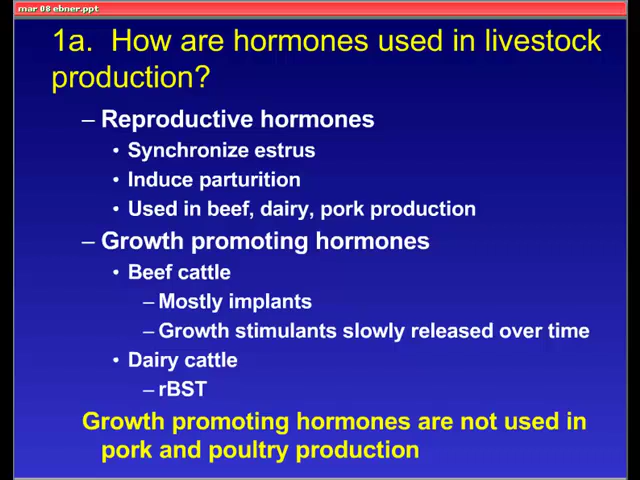 mar 08 ebner.ppt
1a. How are hormones used in livestock
production?
– Reproductive hormones
• Synchronize estrus
• Induce parturition
• Used in beef, dairy, pork production
– Growth promoting hormones
• Beef cattle
– Mostly implants
– Growth stimulants slowly released over time
• Dairy cattle
– rBST
Growth promoting hormones are not used in
pork and poultry production